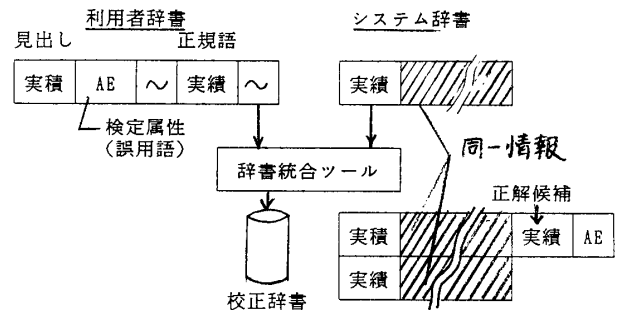 利用者辞書
システム辞書
見出し
正規語
実積
AE
～
実績
～
実績
検定属性
(誤用語)
同一情報
辞書統合ツール
正解候補
実積
実績
AE
実績
校正辞書